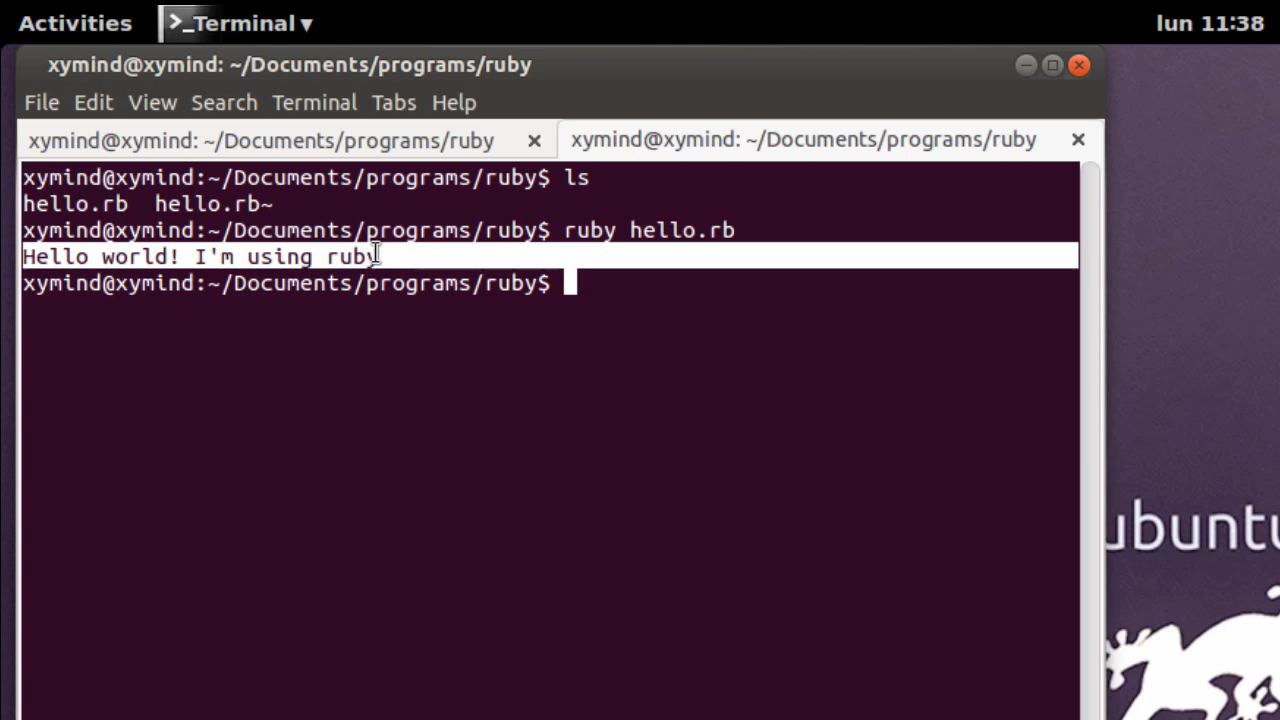 Activities >_Terminal ▾ lun 11:38
xymind@xymind: ~/Documents/programs/ruby
File Edit View Search Terminal Tabs Help
xymind@xymind: ~/Documents/programs/ruby × xymind@xymind: ~/Documents/programs/ruby ×
xymind@xymind:~/Documents/programs/ruby$ ls
hello.rb  hello.rb~
xymind@xymind:~/Documents/programs/ruby$ ruby hello.rb
Hello world! I'm using ruby
xymind@xymind:~/Documents/programs/ruby$
ubuntu